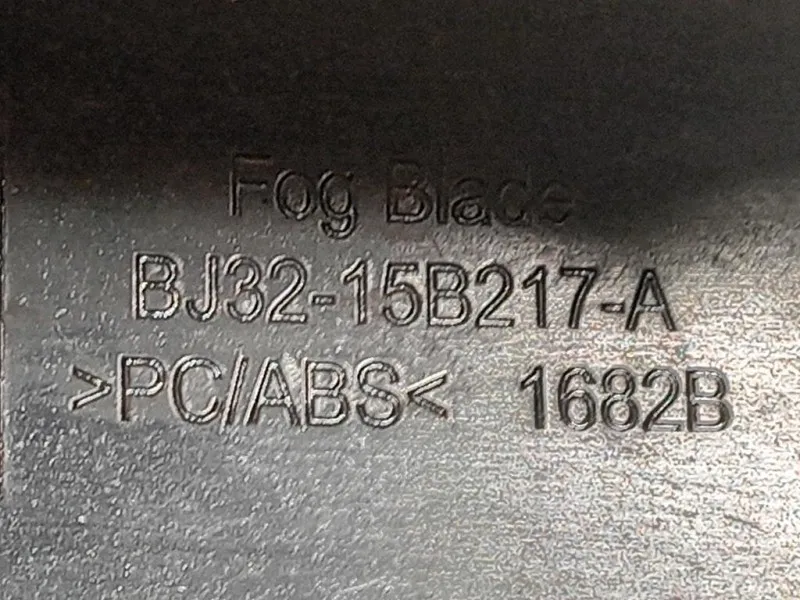 Fog Blade
BJ32-15B217-A
>PC/ABS< 1682B